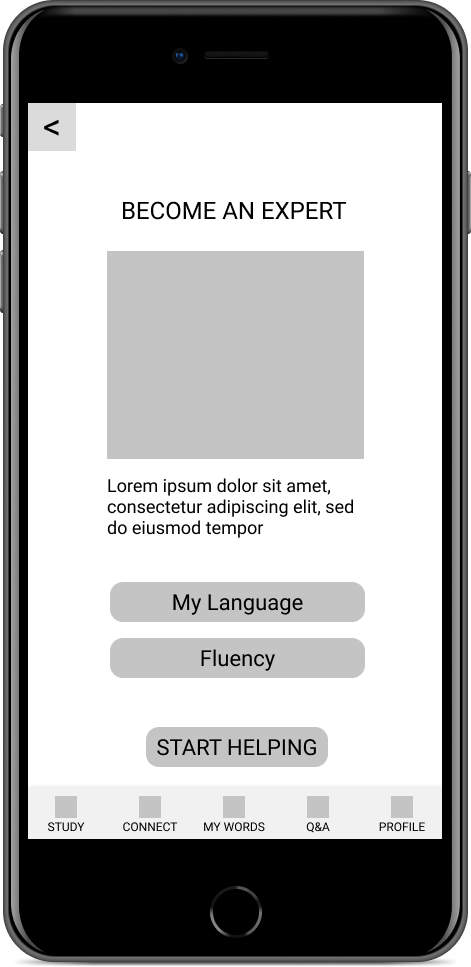 <
BECOME AN EXPERT
Lorem ipsum dolor sit amet,
consectetur adipiscing elit, sed
do eiusmod tempor
My Language
Fluency
START HELPING
STUDY CONNECT MY WORDS Q&A PROFILE